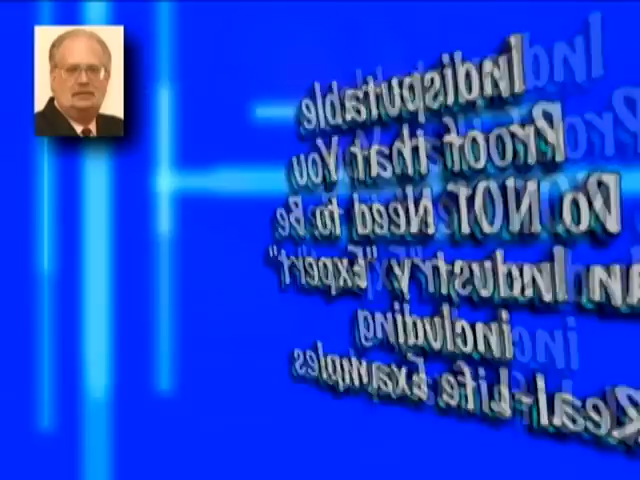 Indisputable
Proof that You
Do NOT Need to Be
an Industry "Expert"
including
Real-Life Examples